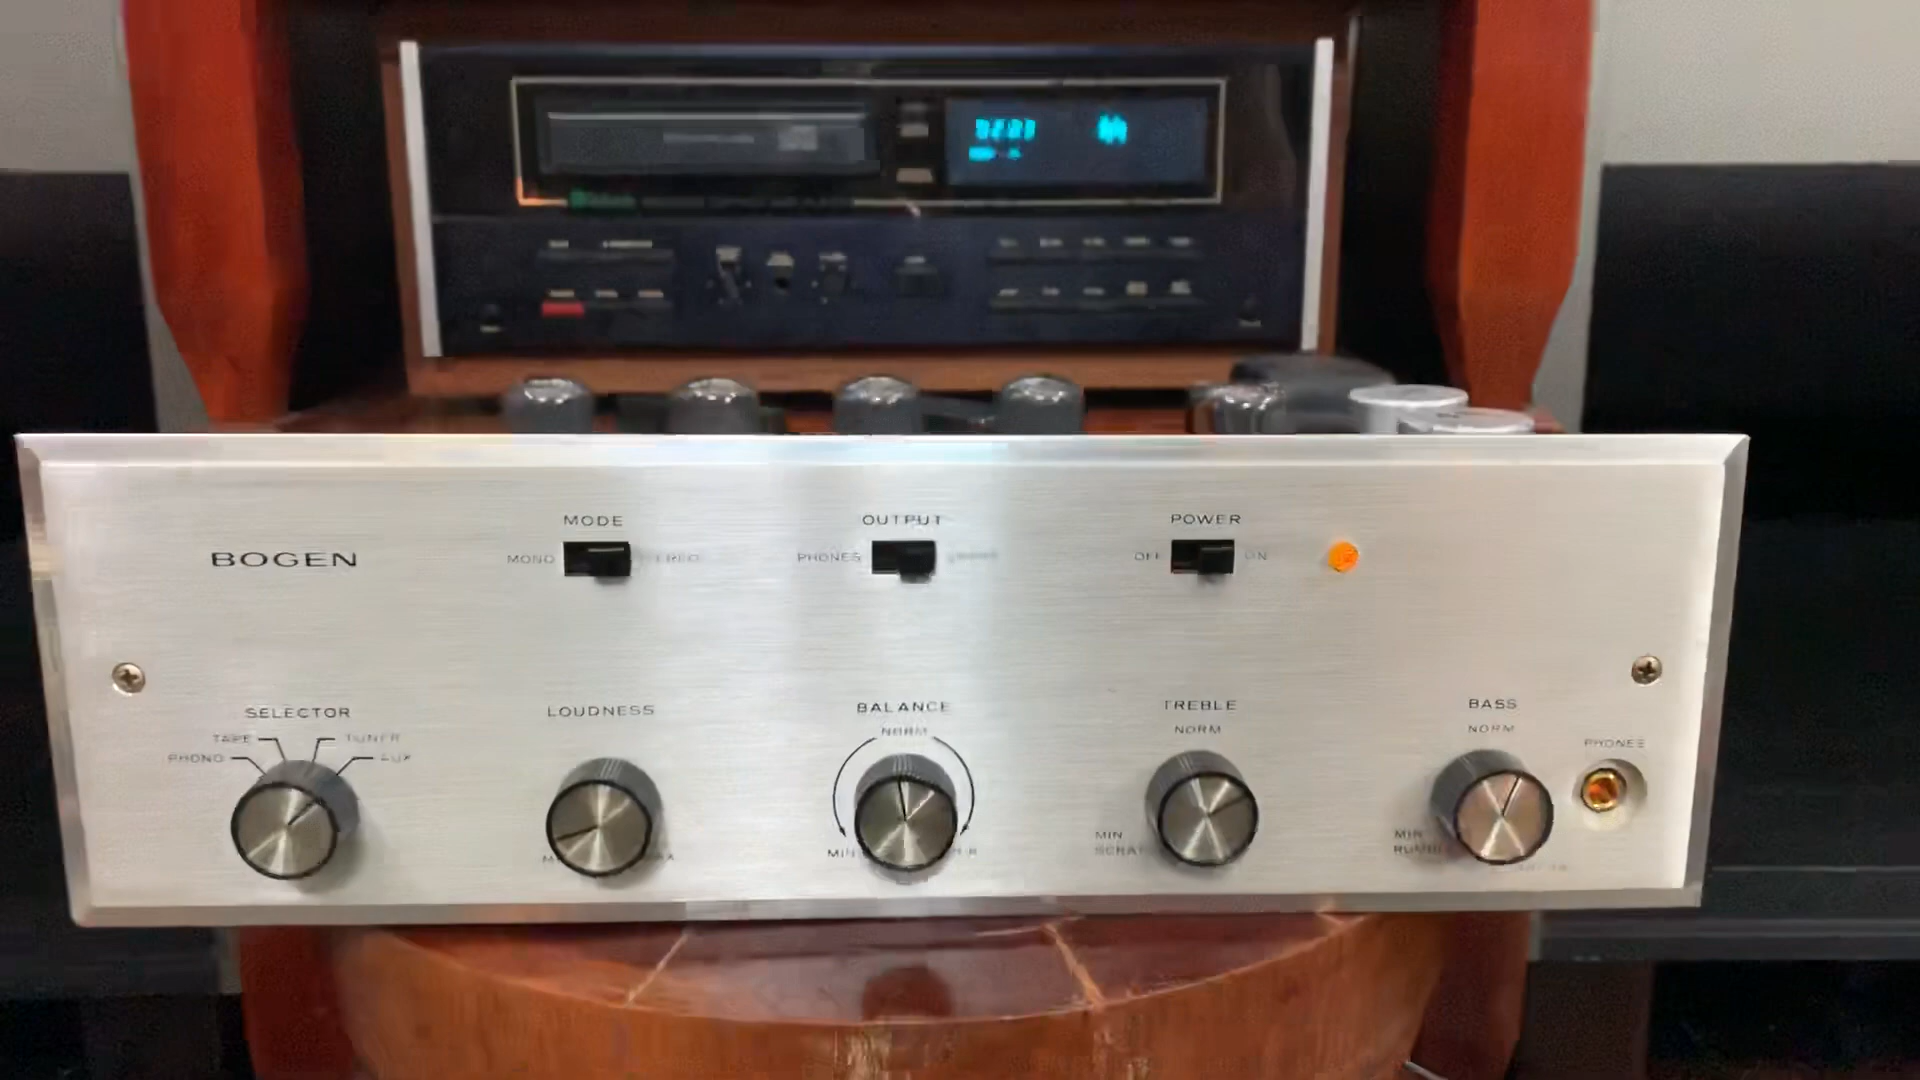 MODE
OUTPUT
POWER
BOGEN
MONO
PHONES
OFF
ON
SELECTOR
LOUDNESS
BALANCE
TREBLE
BASS
TAPE
TUNER
NORM
NORM
NORM
PHONO
AUX
PHONES
MIN
MIN